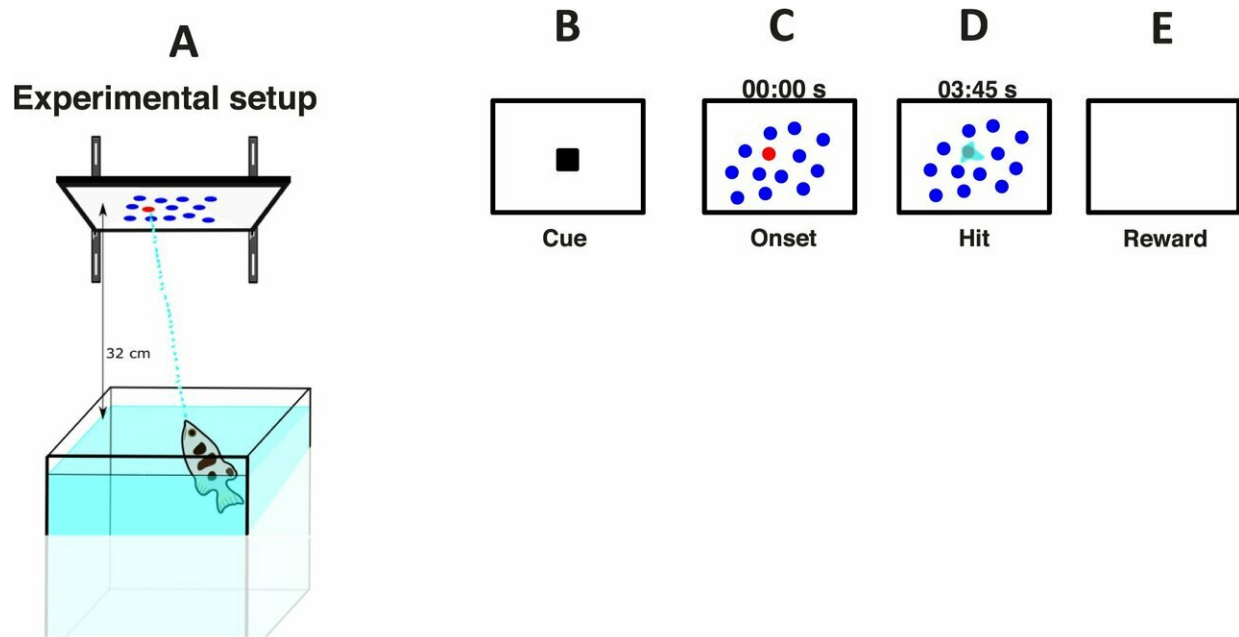 A
Experimental setup
32 cm
B
Cue
C
00:00 s
Onset
D
03:45 s
Hit
E
Reward